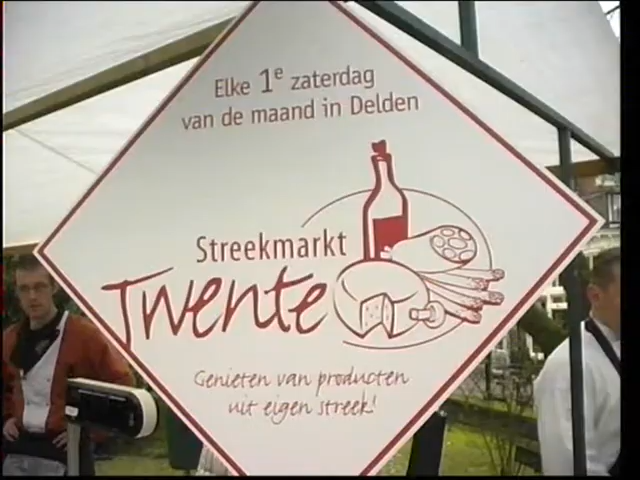 Elke 1e zaterdag
van de maand in Delden
Streekmarkt
Twente
Genieten van producten
uit eigen streek!